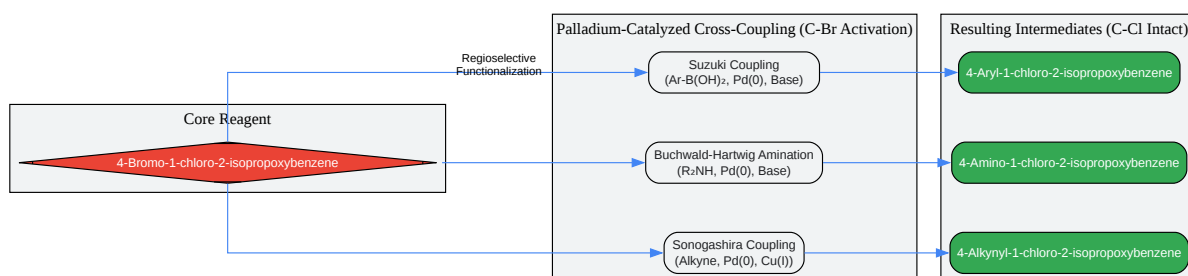 Palladium-Catalyzed Cross-Coupling (C-Br Activation)
Resulting Intermediates (C-Cl Intact)
Regioselective
Functionalization
Suzuki Coupling
(Ar-B(OH)₂, Pd(0), Base)
4-Aryl-1-chloro-2-isopropoxybenzene
Core Reagent
4-Bromo-1-chloro-2-isopropoxybenzene
Buchwald-Hartwig Amination
(R₂NH, Pd(0), Base)
4-Amino-1-chloro-2-isopropoxybenzene
Sonogashira Coupling
(Alkyne, Pd(0), Cu(I))
4-Alkynyl-1-chloro-2-isopropoxybenzene